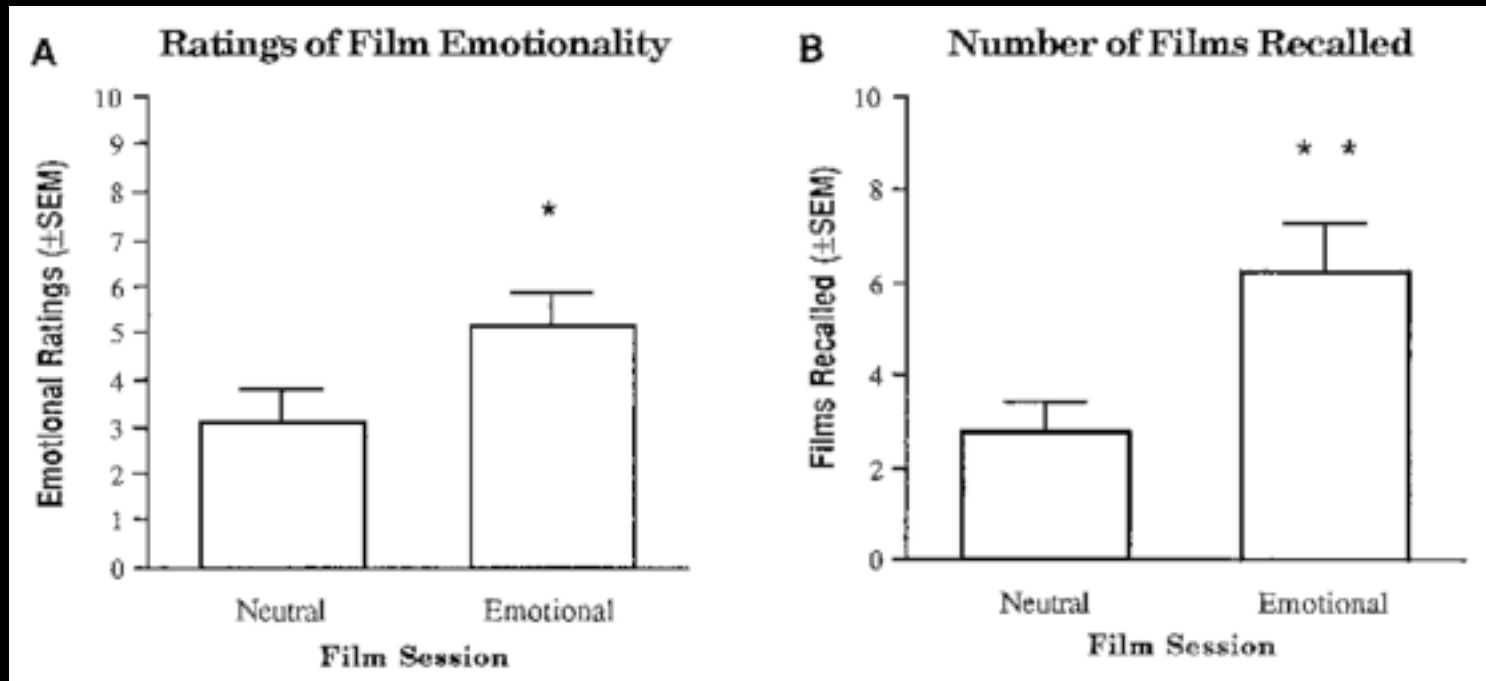 A Ratings of Film Emotionality
10
9
8
7
6
5
4
3
2
1
0
Emotional Ratings (±SEM)
*
Neutral Emotional
Film Session
B Number of Films Recalled
10
8
6
4
2
0
Films Recalled (±SEM)
* *
Neutral Emotional
Film Session